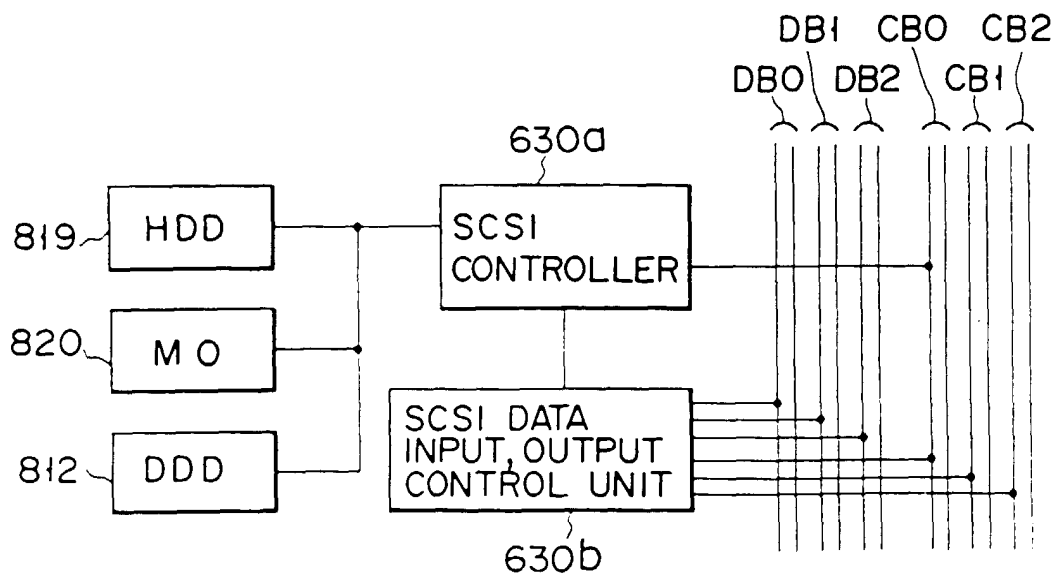 DB1 CB0 CB2
DB0 DB2 CB1
630a
819 HDD
SCSI
CONTROLLER
820 MO
812 DDD
SCSI DATA
INPUT, OUTPUT
CONTROL UNIT
630b